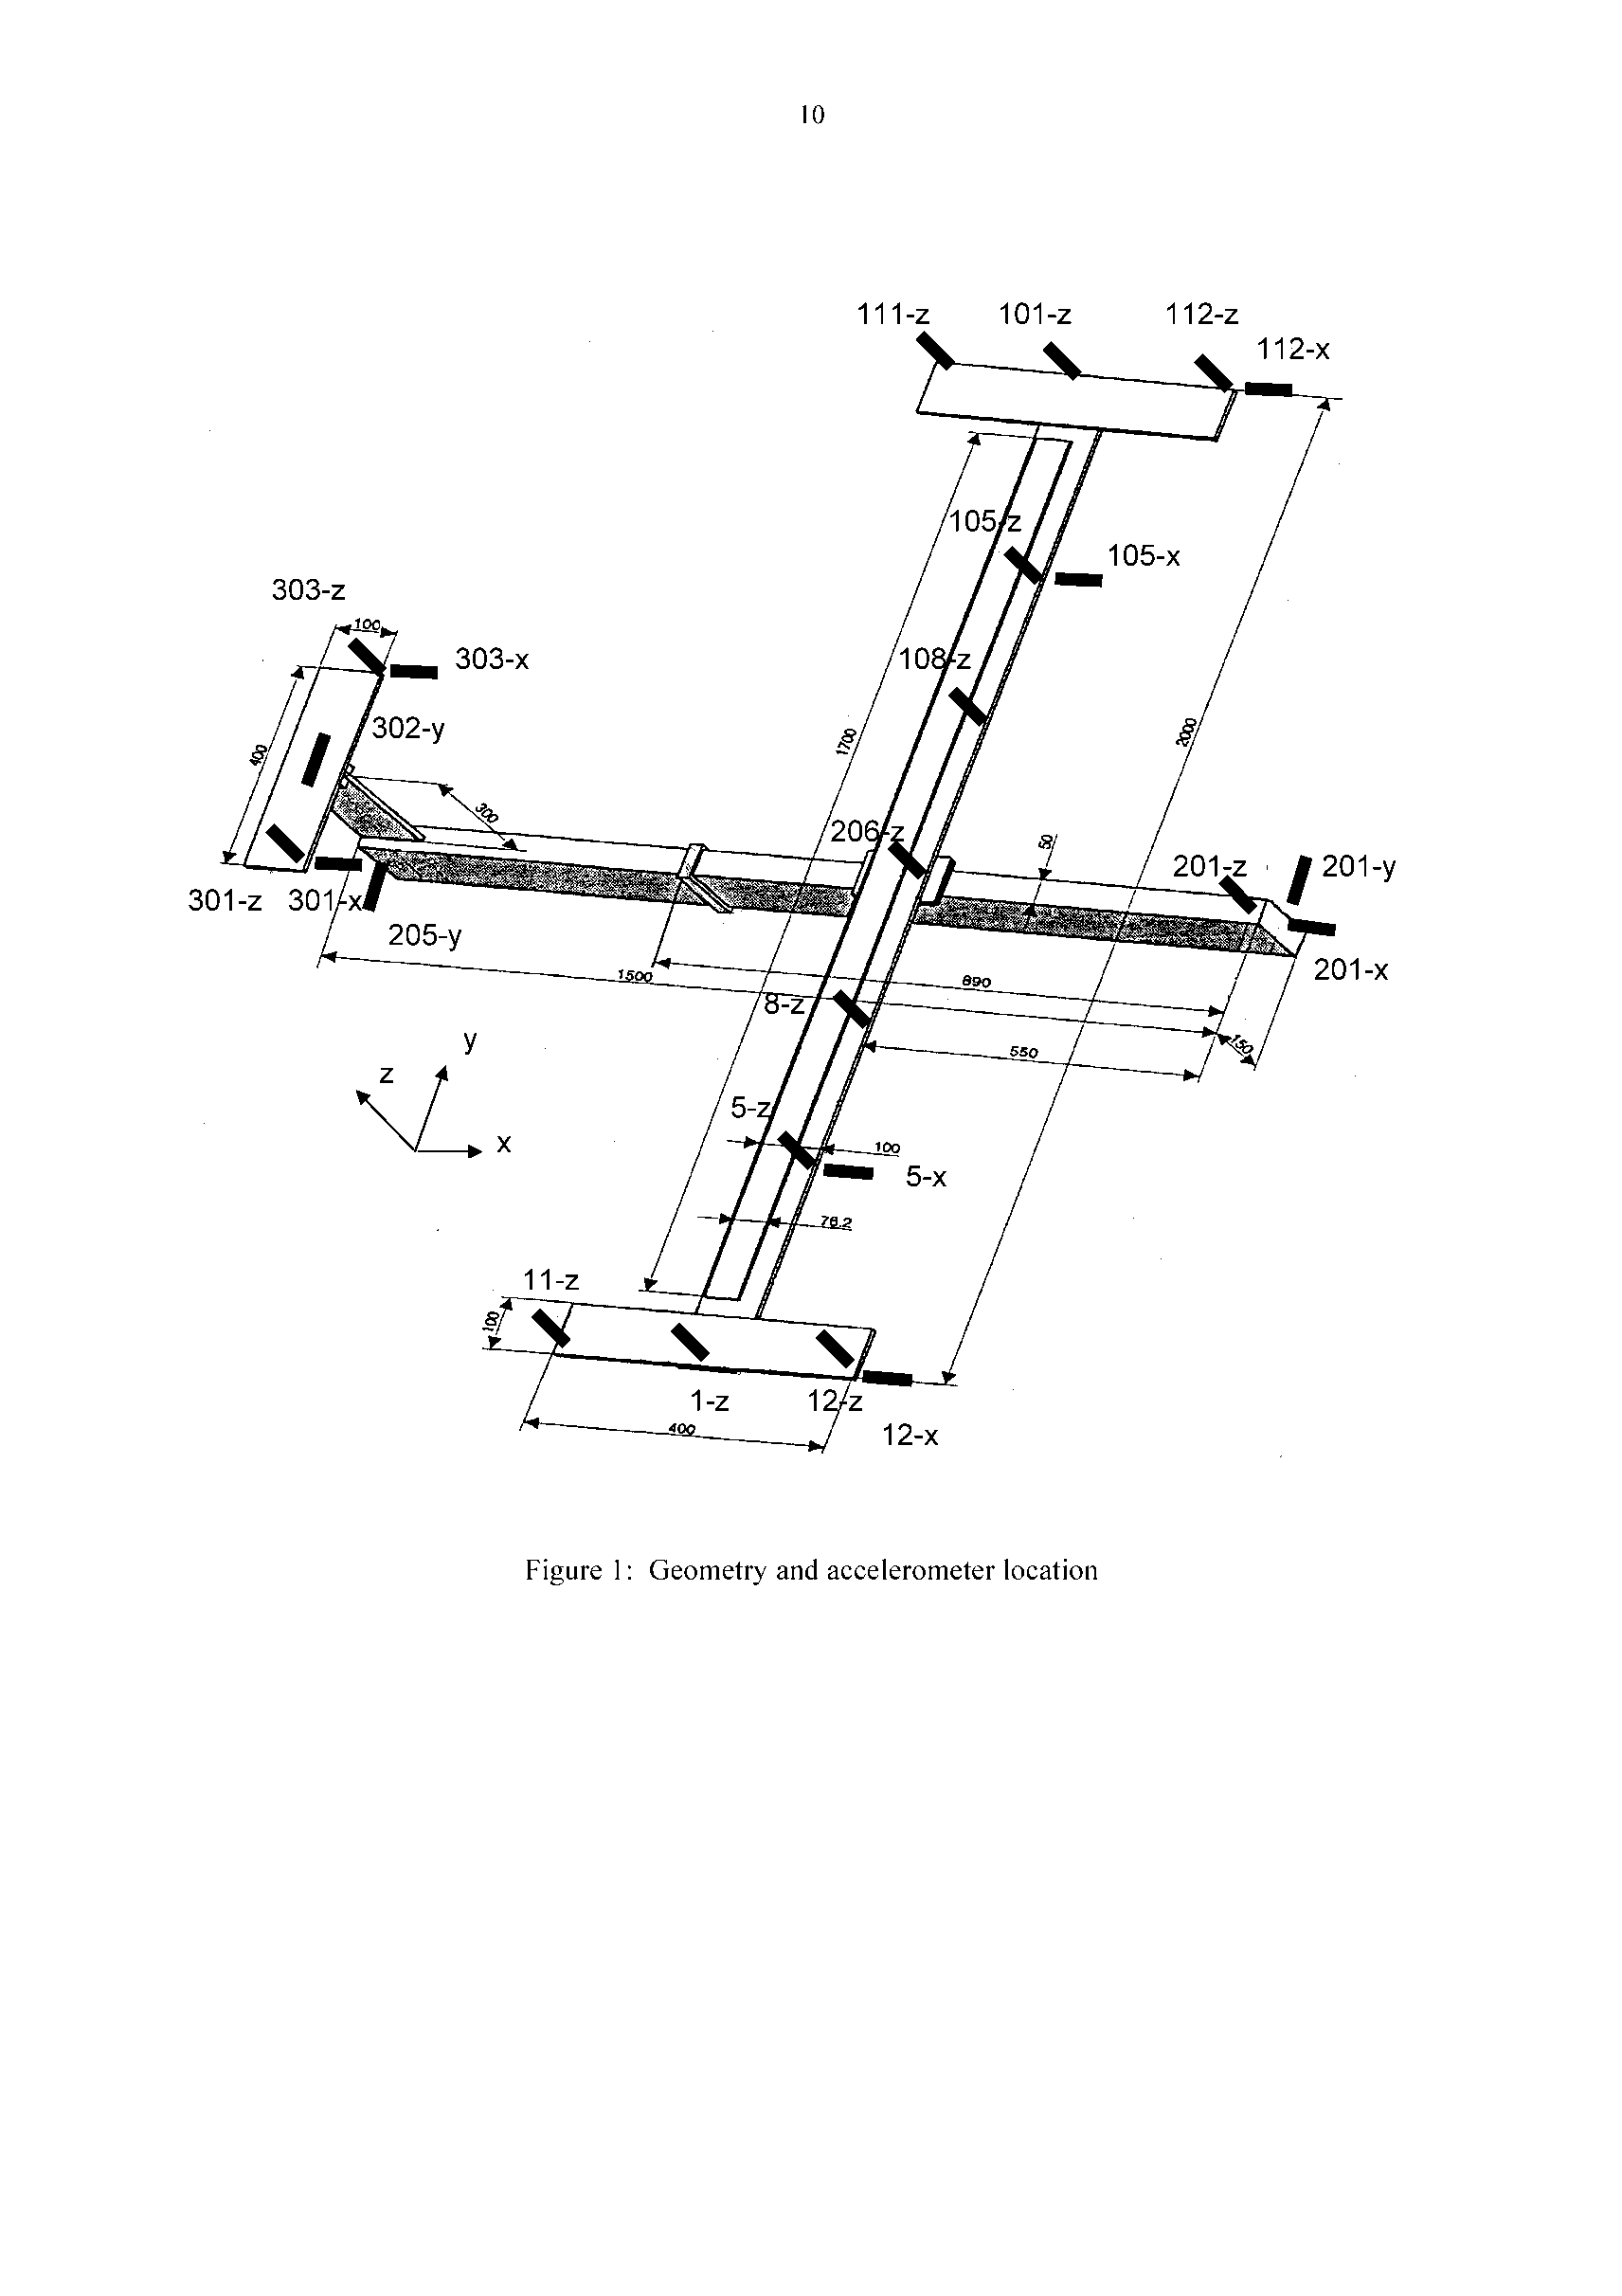 10
111-z 101-z 112-z
112-x
105-z
105-x
303-z
100
303-x
108-z
302-y
400
1700
2000
300
206-z
50
201-z 201-y
301-z 301-x
205-y
201-x
1500
890
8-z
150
550
y
z
x
5-z
100
5-x
76.2
11-z
100
1-z 12-z
400
12-x
Figure 1: Geometry and accelerometer location